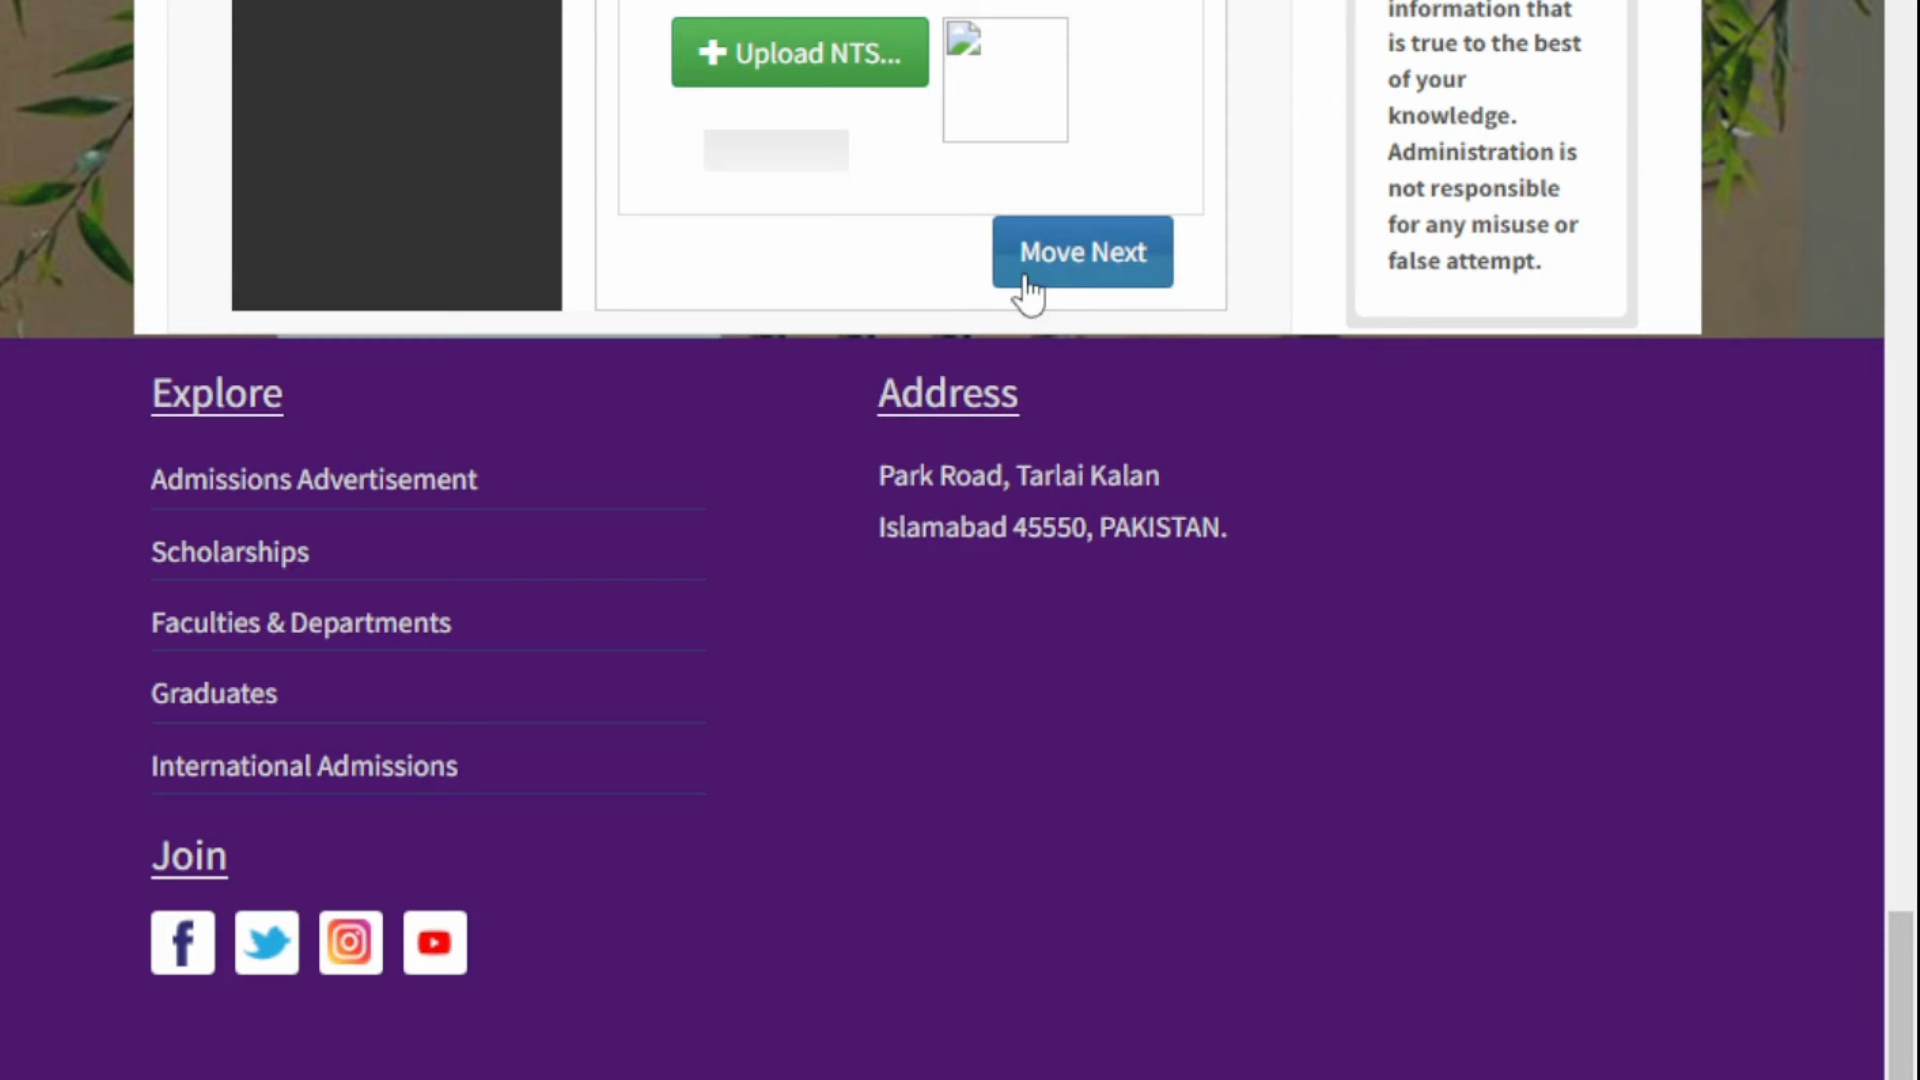 information that
is true to the best
of your
knowledge.
Administration is
not responsible
for any misuse or
false attempt.
Upload NTS...
Move Next
Explore
Admissions Advertisement
Scholarships
Faculties & Departments
Graduates
International Admissions
Join
Address
Park Road, Tarlai Kalan
Islamabad 45550, PAKISTAN.